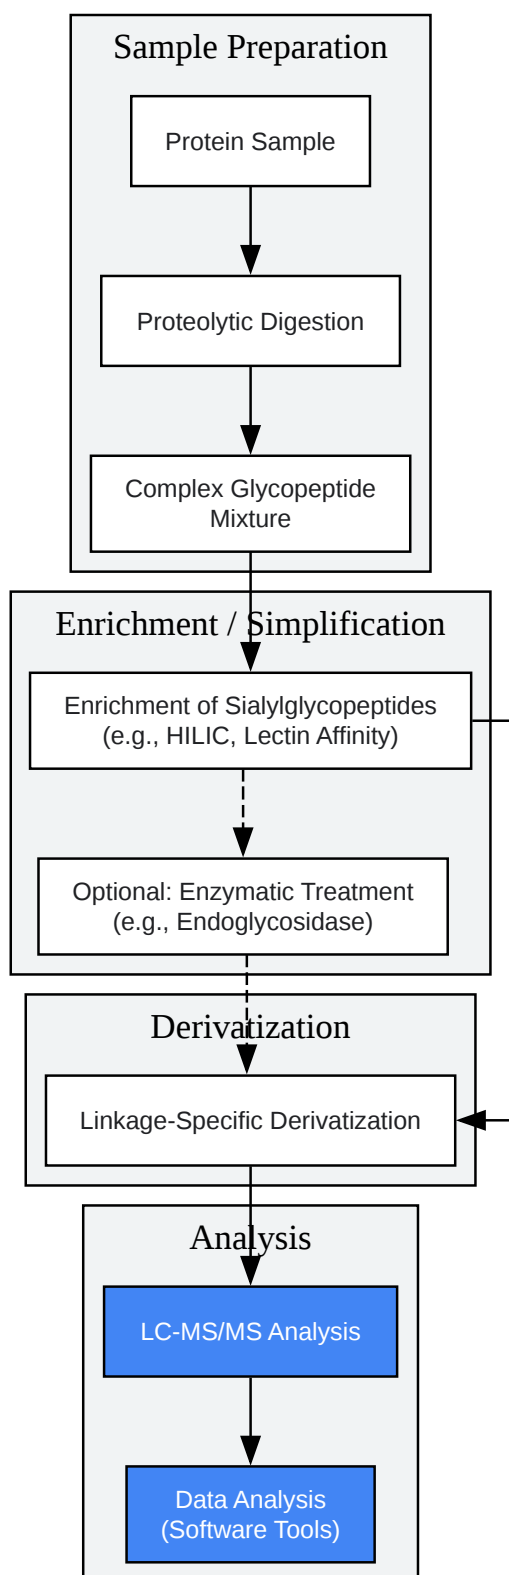 Sample Preparation
Protein Sample
Proteolytic Digestion
Complex Glycopeptide
Mixture
Enrichment / Simplification
Enrichment of Sialylglycopeptides
(e.g., HILIC, Lectin Affinity)
Optional: Enzymatic Treatment
(e.g., Endoglycosidase)
Derivatization
Linkage-Specific Derivatization
Analysis
LC-MS/MS Analysis
Data Analysis
(Software Tools)